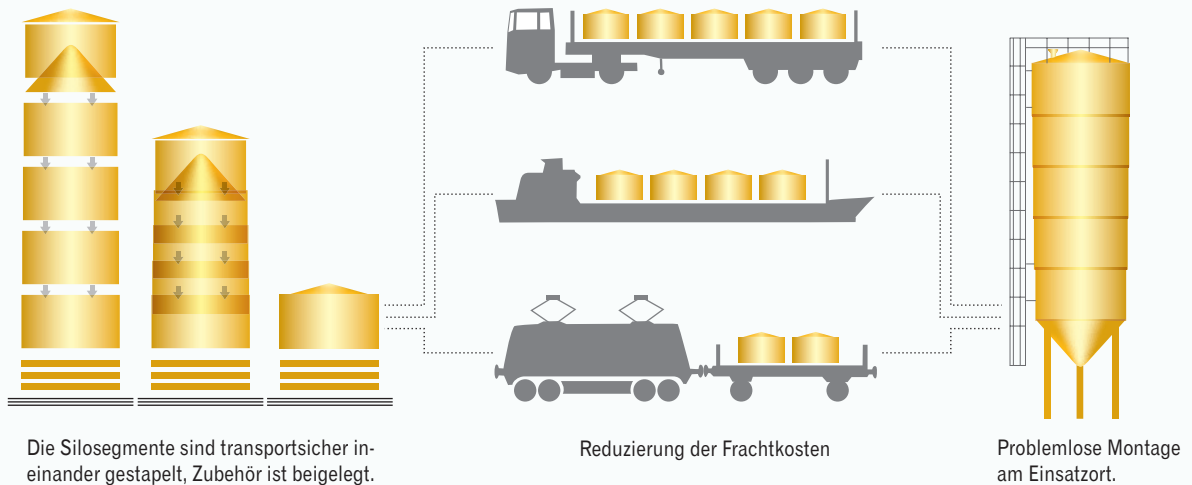 Die Silosegmente sind transportsicher in-
einander gestapelt, Zubehör ist beigelegt.
Reduzierung der Frachtkosten
Problemlose Montage
am Einsatzort.